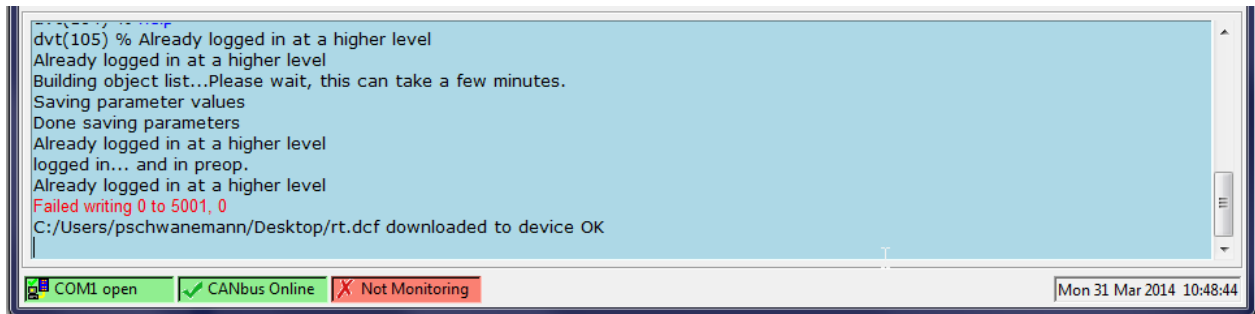 dvt(105) % Already logged in at a higher level
Already logged in at a higher level
Building object list...Please wait, this can take a few minutes.
Saving parameter values
Done saving parameters
Already logged in at a higher level
logged in... and in preop.
Already logged in at a higher level
Failed writing 0 to 5001, 0
C:/Users/pschwanemann/Desktop/rt.dcf downloaded to device OK
COM1 open CANbus Online Not Monitoring Mon 31 Mar 2014 10:48:44